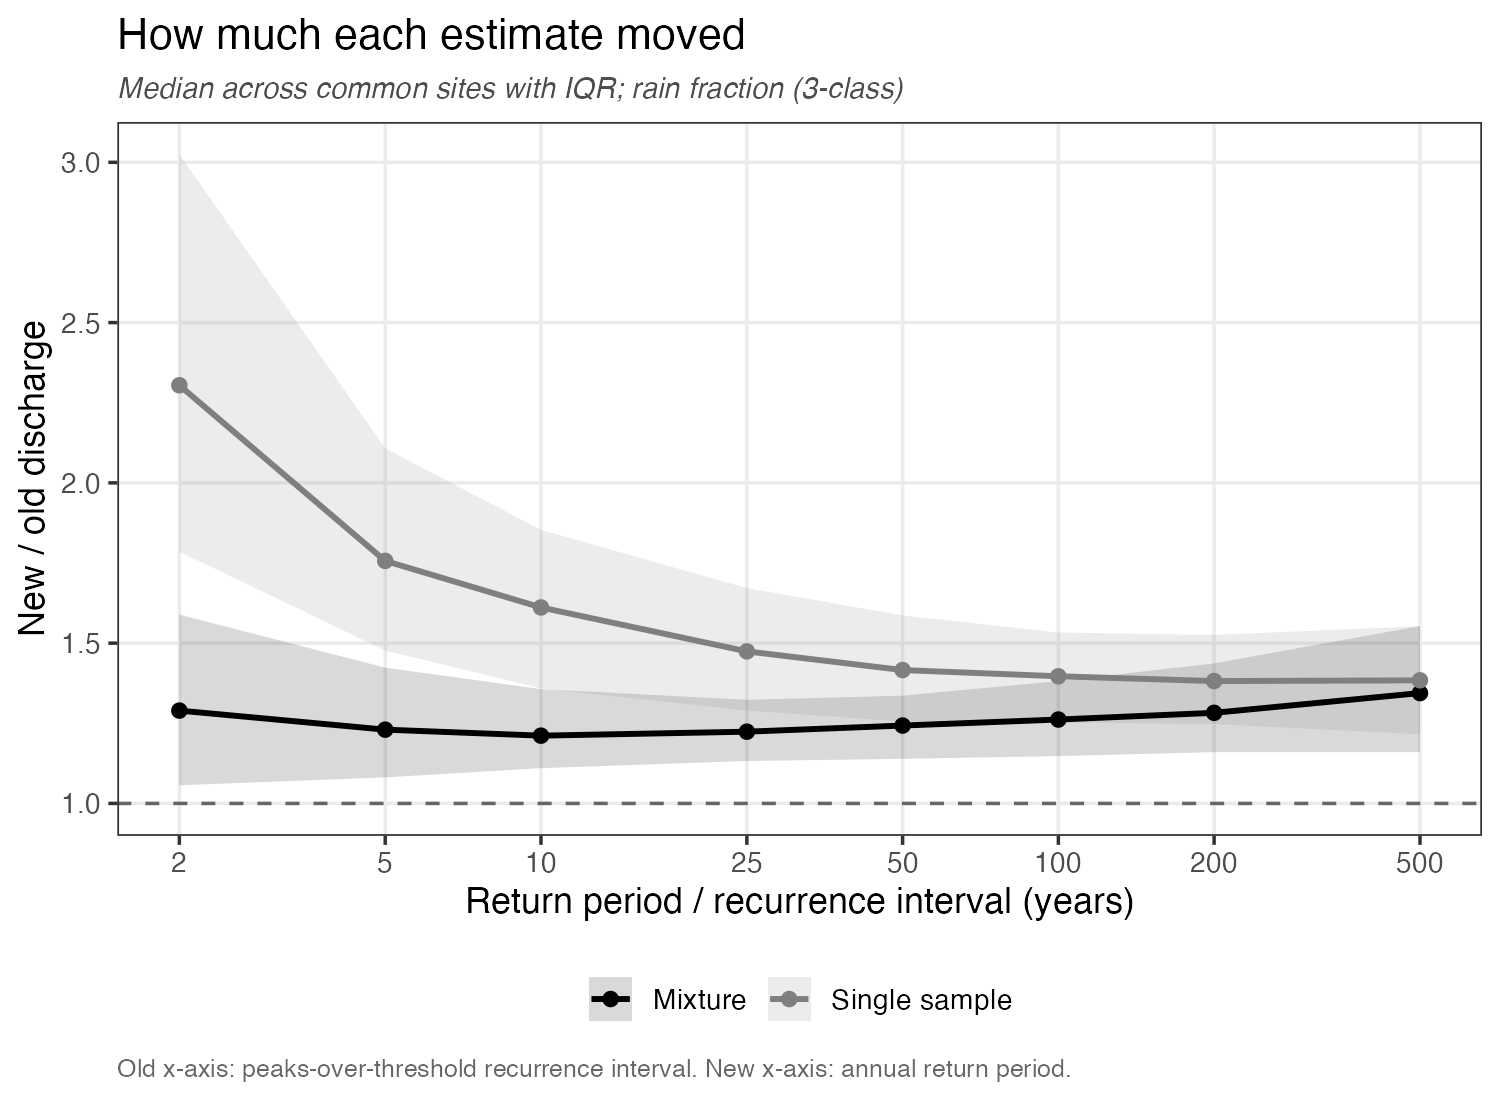 How much each estimate moved
Median across common sites with IQR; rain fraction (3-class)
New / old discharge
3.0
2.5
2.0
1.5
1.0
2 5 10 25 50 100 200 500
Return period / recurrence interval (years)
Mixture Single sample
Old x-axis: peaks-over-threshold recurrence interval. New x-axis: annual return period.